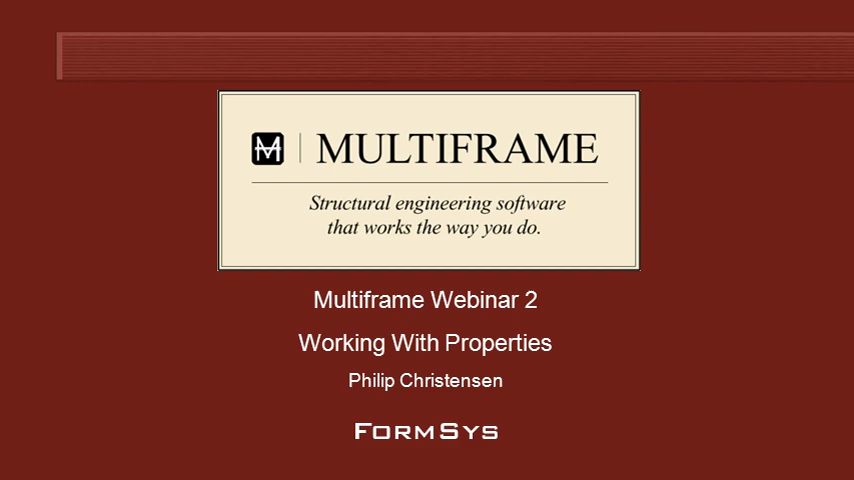 MULTIFRAME
Structural engineering software
that works the way you do.
Multiframe Webinar 2
Working With Properties
Philip Christensen
FORMSYS